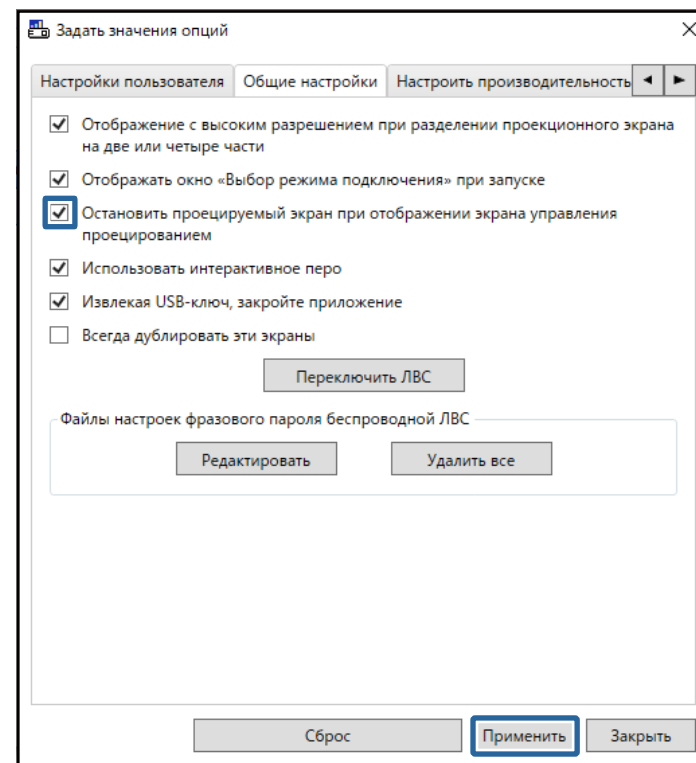 Задать значения опций
Настройки пользователя Общие настройки Настроить производительность
Отображение с высоким разрешением при разделении проекционного экрана
на две или четыре части
Отображать окно «Выбор режима подключения» при запуске
Остановить проецируемый экран при отображении экрана управления
проецированием
Использовать интерактивное перо
Извлекая USB-ключ, закройте приложение
Всегда дублировать эти экраны
Переключить ЛВС
Файлы настроек фразового пароля беспроводной ЛВС
Редактировать Удалить все
Сброс Применить Закрыть